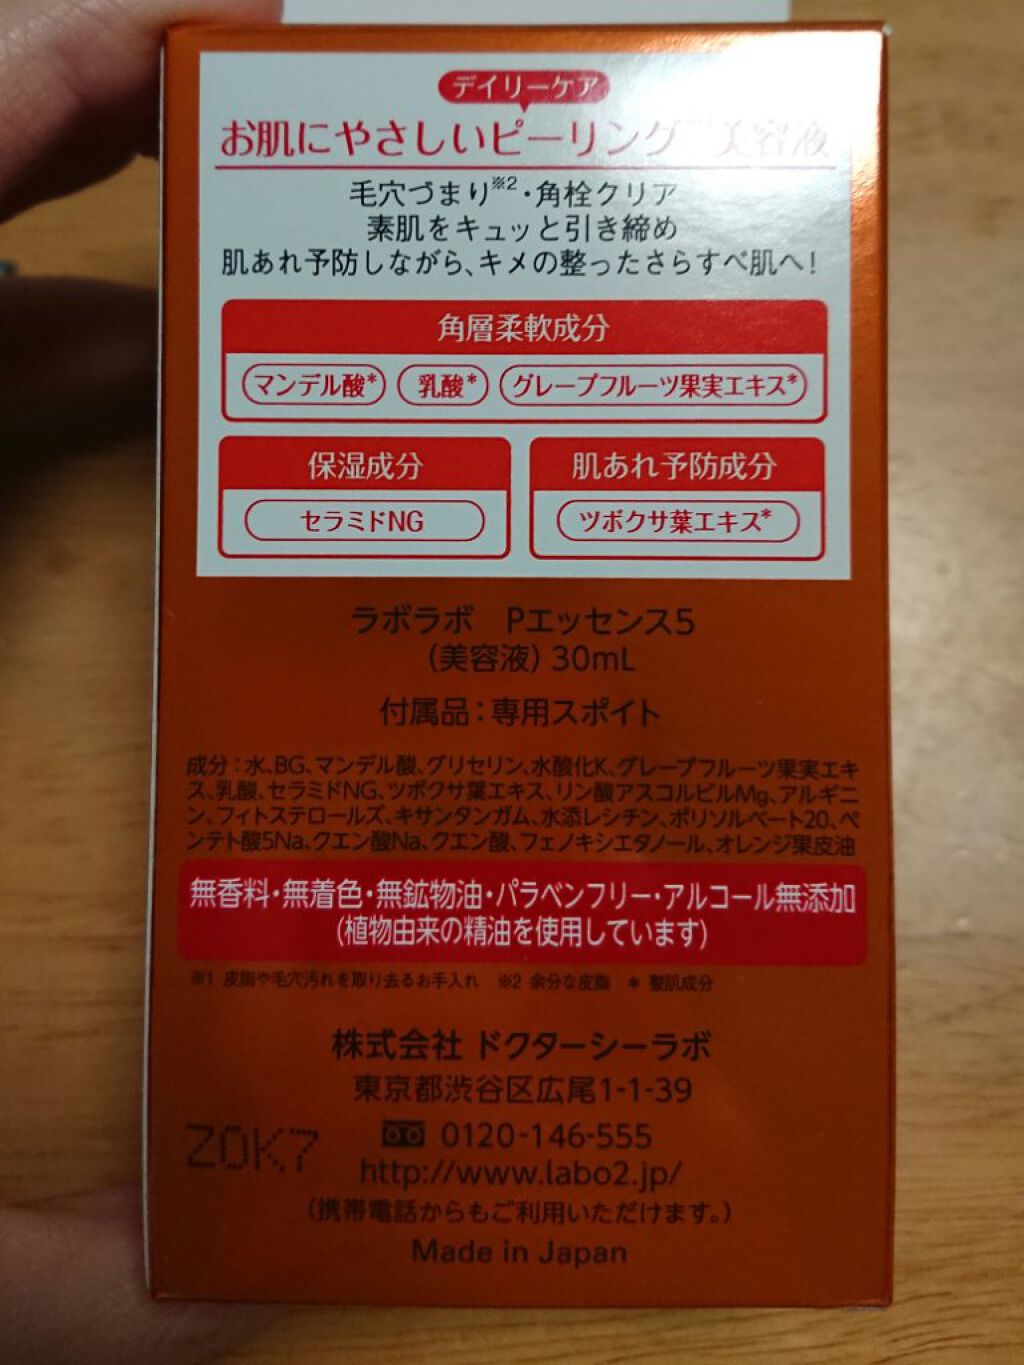 デイリーケア
お肌にやさしいピーリング※1美容液
毛穴づまり※2・角栓クリア
素肌をキュッと引き締め
肌あれ予防しながら、キメの整ったさらすべ肌へ!
角層柔軟成分
マンデル酸* 乳酸* グレープフルーツ果実エキス*
保湿成分 肌あれ予防成分
セラミドNG ツボクサ葉エキス*
ラボラボ Pエッセンス5
(美容液) 30mL
付属品:専用スポイト
成分:水、BG、マンデル酸、グリセリン、水酸化K、グレープフルーツ果実エキ
ス、乳酸、セラミドNG、ツボクサ葉エキス、リン酸アスコルビルMg、アルギニ
ン、フィトステロールズ、キサンタンガム、水添レシチン、ポリソルベート20、ペ
ンテト酸5Na、クエン酸Na、クエン酸、フェノキシエタノール、オレンジ果皮油
無香料・無着色・無鉱物油・パラベンフリー・アルコール無添加
(植物由来の精油を使用しています)
※1 皮脂や毛穴汚れを取り去るお手入れ ※2 余分な皮脂 * 整肌成分
株式会社 ドクターシーラボ
東京都渋谷区広尾1-1-39
0120-146-555
ZOK7
http://www.labo2.jp/
(携帯電話からもご利用いただけます。)
Made in Japan